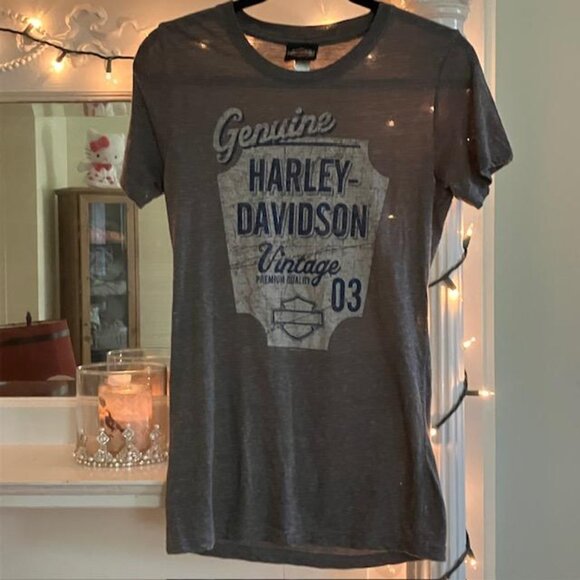 Genuine
HARLEY-
DAVIDSON
Vintage
PREMIUM QUALITY
03